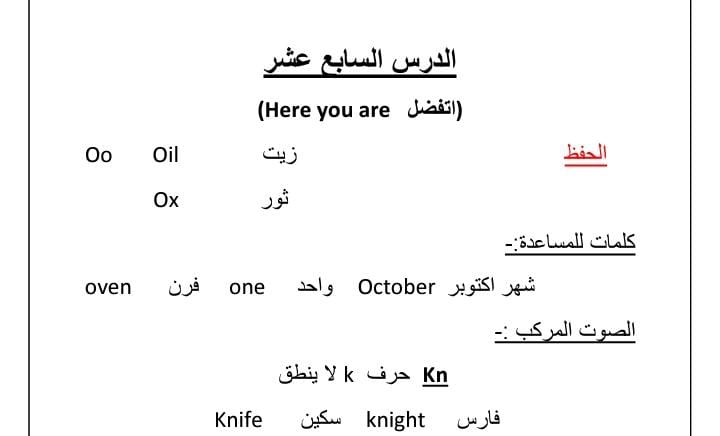 الدرس السابع عشر
(اتفضل Here you are)
الحفظ زيت Oil Oo
ثور Ox
كلمات للمساعدة:-
شهر اكتوبر October واحد one فرن oven
الصوت المركب :-
Kn حرف k لا ينطق
فارس knight سكين Knife